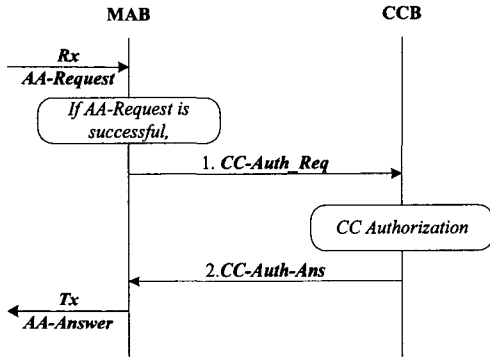 MAB
CCB
Rx
AA-Request
If AA-Request is
successful,
1. CC-Auth_Req
CC Authorization
2.CC-Auth-Ans
Tx
AA-Answer